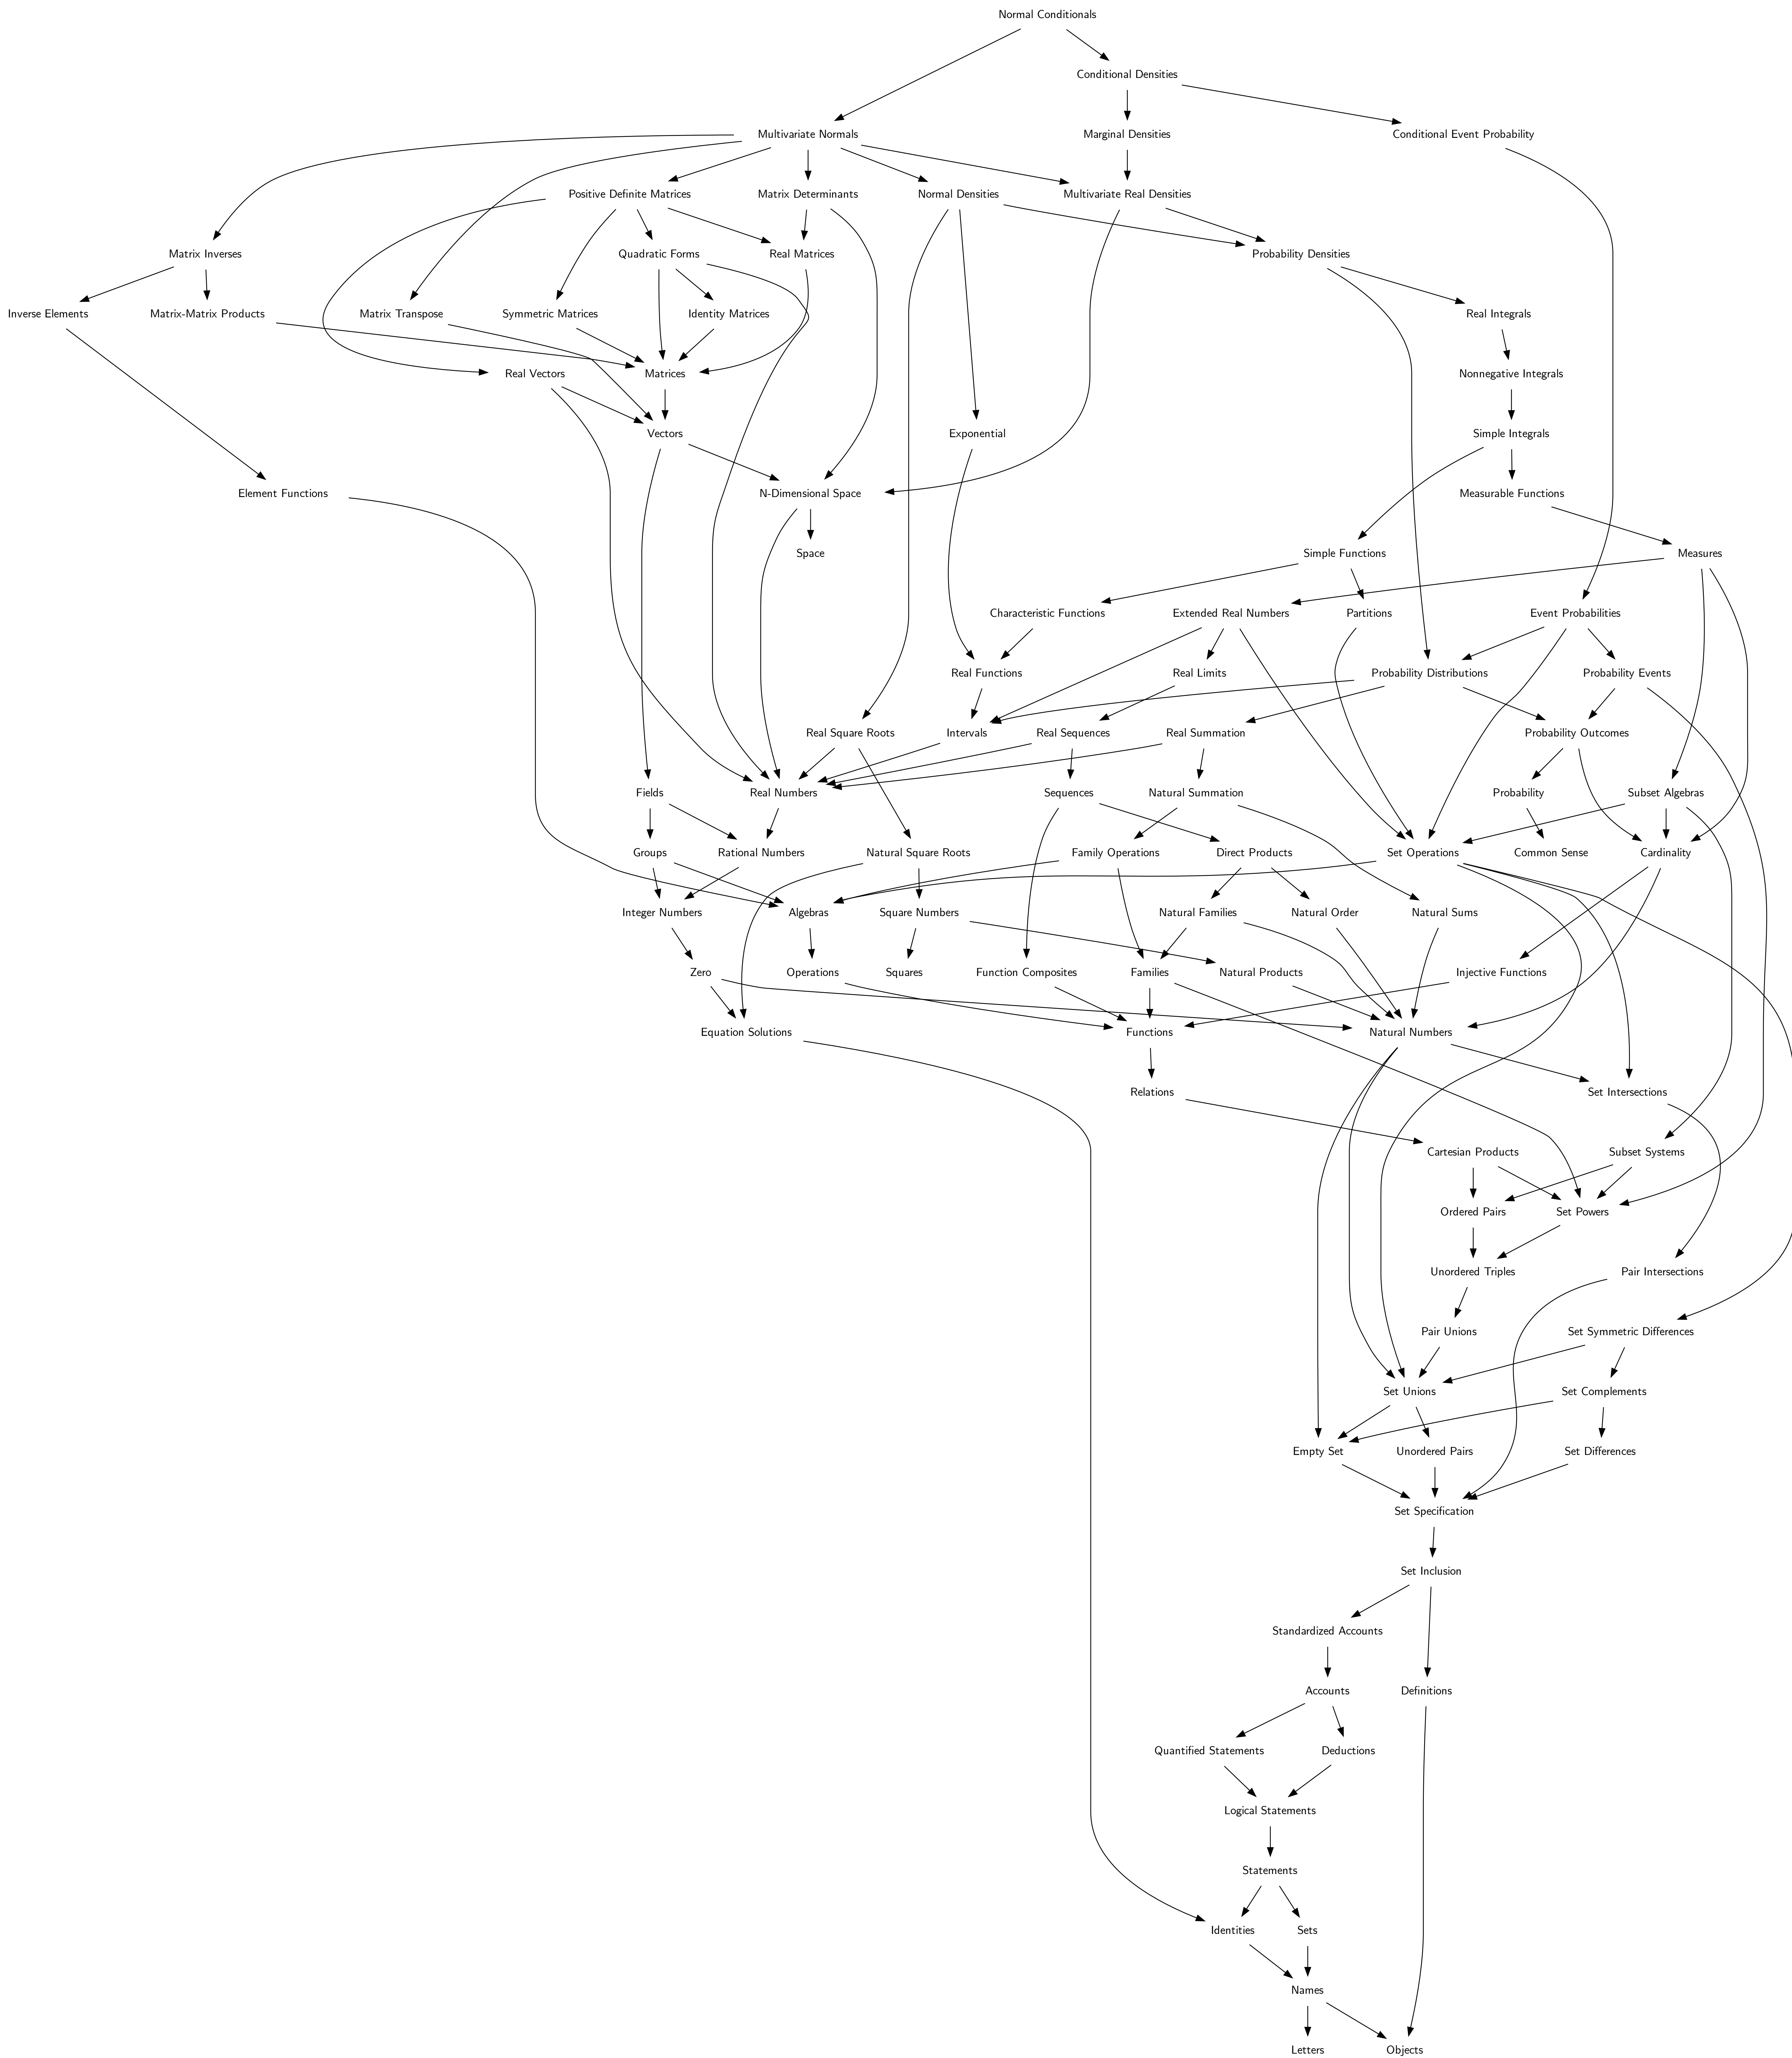 Normal Conditionals
Conditional Densities
Multivariate Normals
Marginal Densities
Conditional Event Probability
Positive Definite Matrices
Matrix Determinants
Normal Densities
Multivariate Real Densities
Matrix Inverses
Quadratic Forms
Real Matrices
Probability Densities
Inverse Elements
Matrix-Matrix Products
Matrix Transpose
Symmetric Matrices
Identity Matrices
Real Integrals
Real Vectors
Matrices
Nonnegative Integrals
Vectors
Exponential
Simple Integrals
Element Functions
N-Dimensional Space
Measurable Functions
Space
Simple Functions
Measures
Characteristic Functions
Extended Real Numbers
Partitions
Event Probabilities
Real Functions
Real Limits
Probability Distributions
Probability Events
Real Square Roots
Intervals
Real Sequences
Real Summation
Probability Outcomes
Fields
Real Numbers
Sequences
Natural Summation
Probability
Subset Algebras
Groups
Rational Numbers
Natural Square Roots
Family Operations
Direct Products
Set Operations
Common Sense
Cardinality
Integer Numbers
Algebras
Square Numbers
Natural Families
Natural Order
Natural Sums
Zero
Operations
Squares
Function Composites
Families
Natural Products
Injective Functions
Equation Solutions
Functions
Natural Numbers
Relations
Set Intersections
Cartesian Products
Subset Systems
Ordered Pairs
Set Powers
Unordered Triples
Pair Intersections
Pair Unions
Set Symmetric Differences
Set Unions
Set Complements
Empty Set
Unordered Pairs
Set Differences
Set Specification
Set Inclusion
Standardized Accounts
Accounts
Definitions
Quantified Statements
Deductions
Logical Statements
Statements
Identities
Sets
Names
Letters
Objects